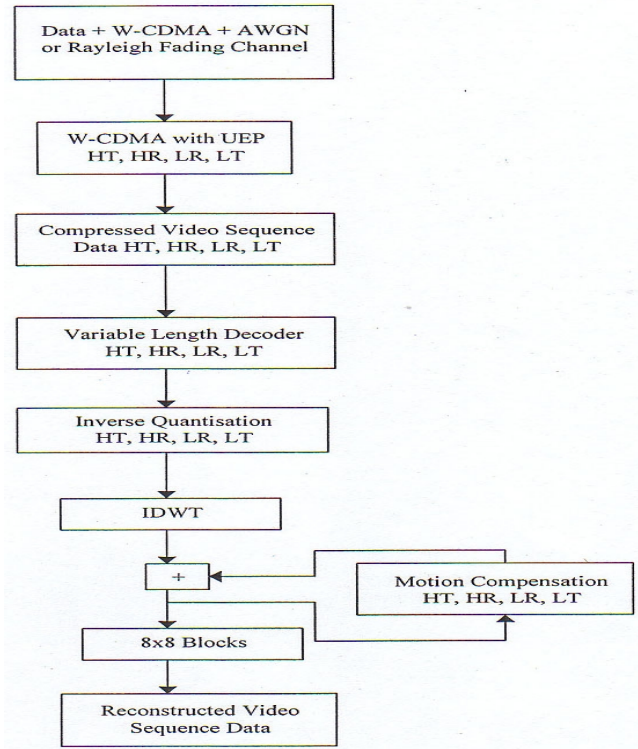 Data + W-CDMA + AWGN
or Rayleigh Fading Channel
W-CDMA with UEP
HT, HR, LR, LT
Compressed Video Sequence
Data HT, HR, LR, LT
Variable Length Decoder
HT, HR, LR, LT
Inverse Quantisation
HT, HR, LR, LT
IDWT
+
Motion Compensation
HT, HR, LR, LT
8x8 Blocks
Reconstructed Video
Sequence Data